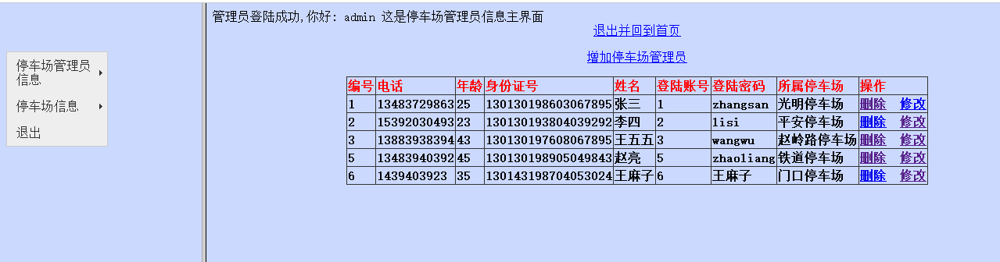 管理员登陆成功,你好: admin 这是停车场管理员信息主界面
退出并回到首页
增加停车场管理员
停车场管理员
信息
停车场信息
退出
编号 电话 年龄 身份证号 姓名 登陆账号 登陆密码 所属停车场 操作
1 13483729863 25 130130198603067895 张三 1 zhangsan 光明停车场 删除 修改
2 15392030493 23 130130193804039292 李四 2 lisi 平安停车场 删除 修改
3 13883938394 43 130130197608067895 王五五 3 wangwu 赵岭路停车场 删除 修改
5 13483940392 45 130130198905049843 赵亮 5 zhaoliang 铁道停车场 删除 修改
6 1439403923 35 130143198704053024 王麻子 6 王麻子 门口停车场 删除 修改